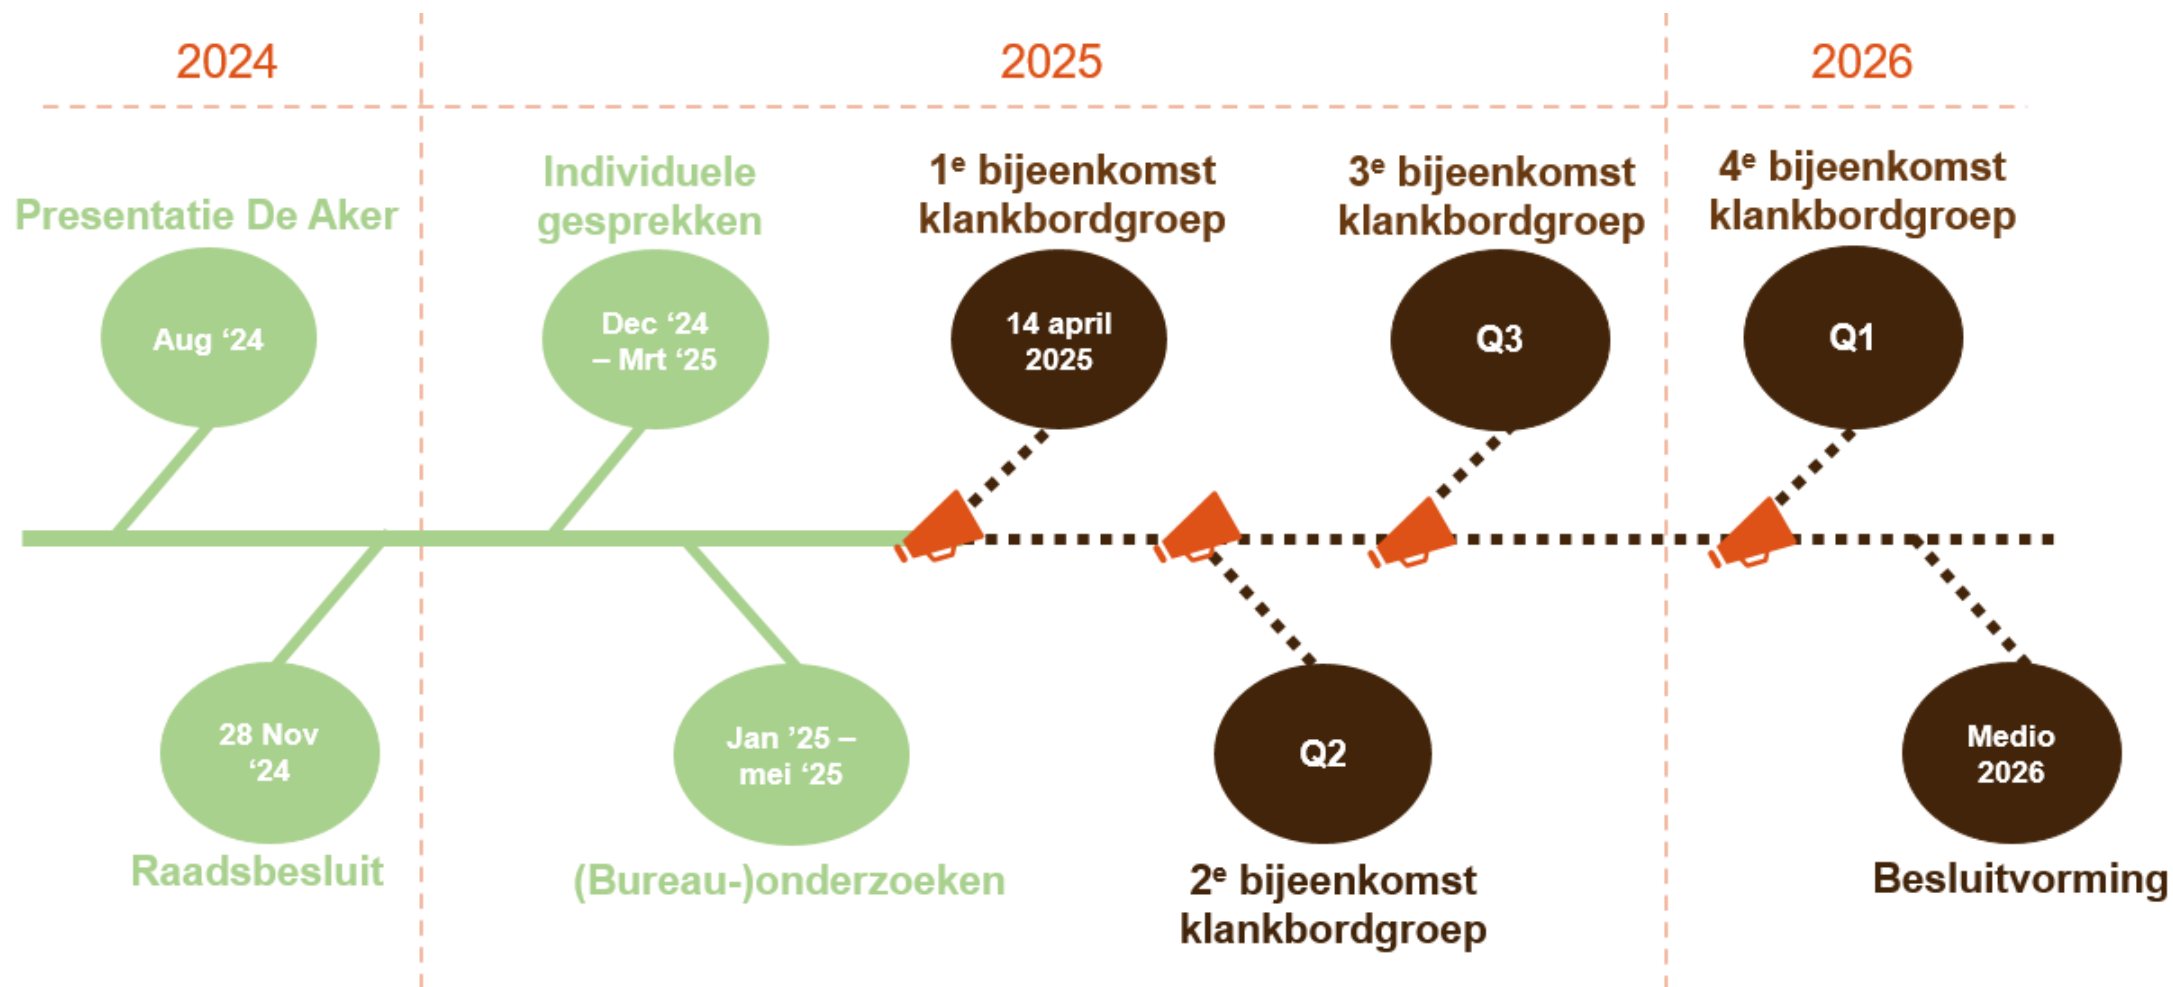 2024
2025
2026
Presentatie De Aker
Aug ‘24
Individuele
gesprekken
Dec ‘24
– Mrt ‘25
1e bijeenkomst
klankbordgroep
14 april
2025
3e bijeenkomst
klankbordgroep
Q3
4e bijeenkomst
klankbordgroep
Q1
28 Nov
‘24
Raadsbesluit
Jan ’25 –
mei ‘25
(Bureau-)onderzoeken
Q2
2e bijeenkomst
klankbordgroep
Medio
2026
Besluitvorming